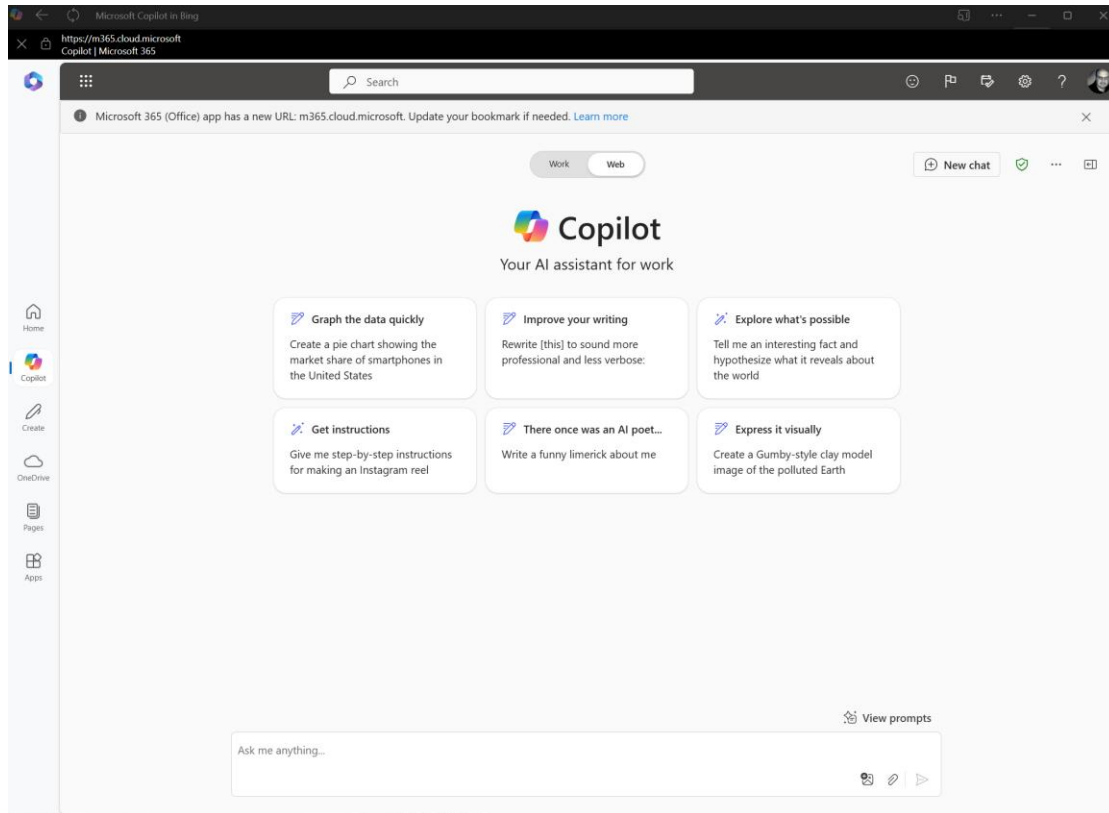 Microsoft Copilot in Bing
https://m365.cloud.microsoft
Copilot | Microsoft 365
Search
?
Microsoft 365 (Office) app has a new URL: m365.cloud.microsoft. Update your bookmark if needed. Learn more
Work
Web
New chat
Copilot
Your AI assistant for work
Graph the data quickly
Create a pie chart showing the
market share of smartphones in
the United States
Improve your writing
Rewrite [this] to sound more
professional and less verbose:
Explore what's possible
Tell me an interesting fact and
hypothesize what it reveals about
the world
Get instructions
Give me step-by-step instructions
for making an Instagram reel
There once was an AI poet...
Write a funny limerick about me
Express it visually
Create a Gumby-style clay model
image of the polluted Earth
Home
Copilot
Create
OneDrive
Pages
Apps
View prompts
Ask me anything...